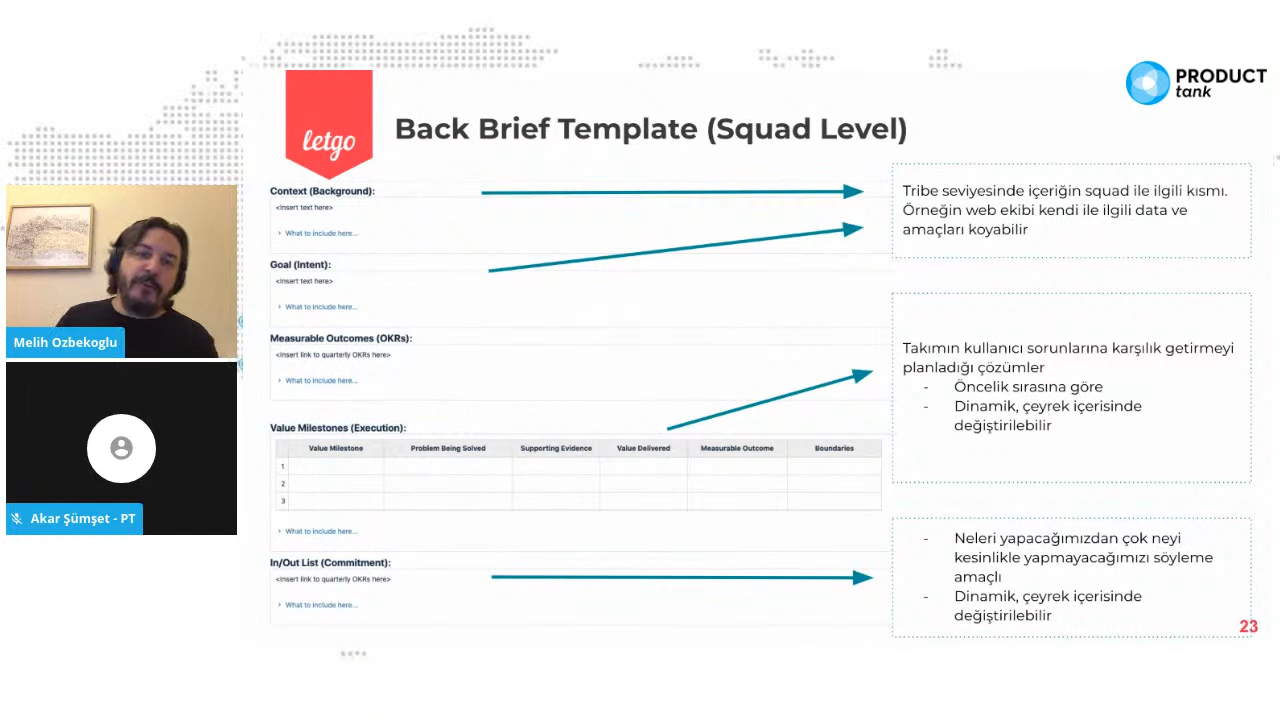 PRODUCT
tank
letgo
Back Brief Template (Squad Level)
Context (Background):
<Insert text here>
What to include here...
Goal (Intent):
<Insert text here>
What to include here...
Measurable Outcomes (OKRs):
<Insert link to quarterly OKRs here>
What to include here...
Value Milestones (Execution):
Value Milestone Problem Being Solved Supporting Evidence Value Delivered Measurable Outcome Boundaries
1
2
3
What to include here...
In/Out List (Commitment):
<Insert link to quarterly OKRs here>
What to include here...
Tribe seviyesinde içeriğin squad ile ilgili kısmı.
Örneğin web ekibi kendi ile ilgili data ve
amaçları koyabilir
Takımın kullanıcı sorunlarına karşılık getirmeyi
planladığı çözümler
- Öncelik sırasına göre
- Dinamik, çeyrek içerisinde
değiştirilebilir
- Neleri yapacağımızdan çok neyi
kesinlikle yapmayacağımızı söyleme
amaçlı
- Dinamik, çeyrek içerisinde
değiştirilebilir
23
Melih Ozbekoglu
Akar Şümşet - PT